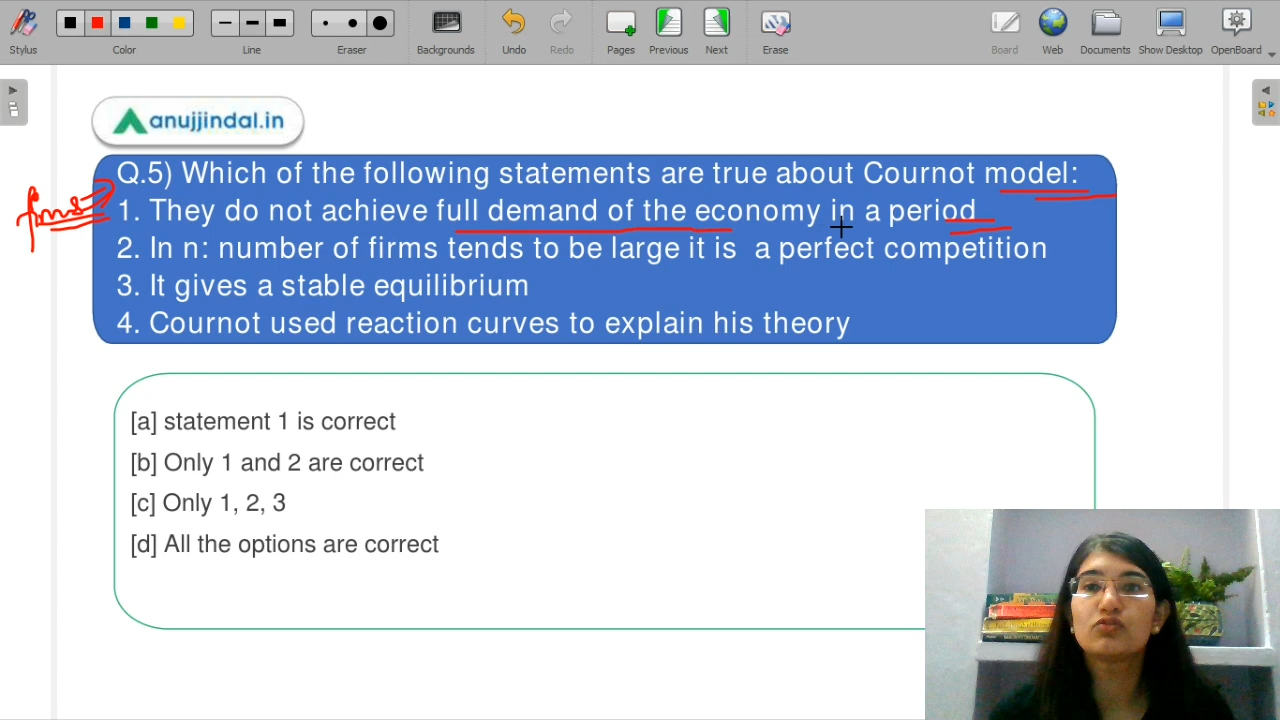 Stylus
Color
Line
Eraser
Backgrounds
Undo
Redo
Pages
Previous
Next
Erase
Board
Web
Documents
Show Desktop
OpenBoard
anujjindal.in
Q.5) Which of the following statements are true about Cournot model:
firms
1. They do not achieve full demand of the economy in a period
2. In n: number of firms tends to be large it is a perfect competition
3. It gives a stable equilibrium
4. Cournot used reaction curves to explain his theory
[a] statement 1 is correct
[b] Only 1 and 2 are correct
[c] Only 1, 2, 3
[d] All the options are correct